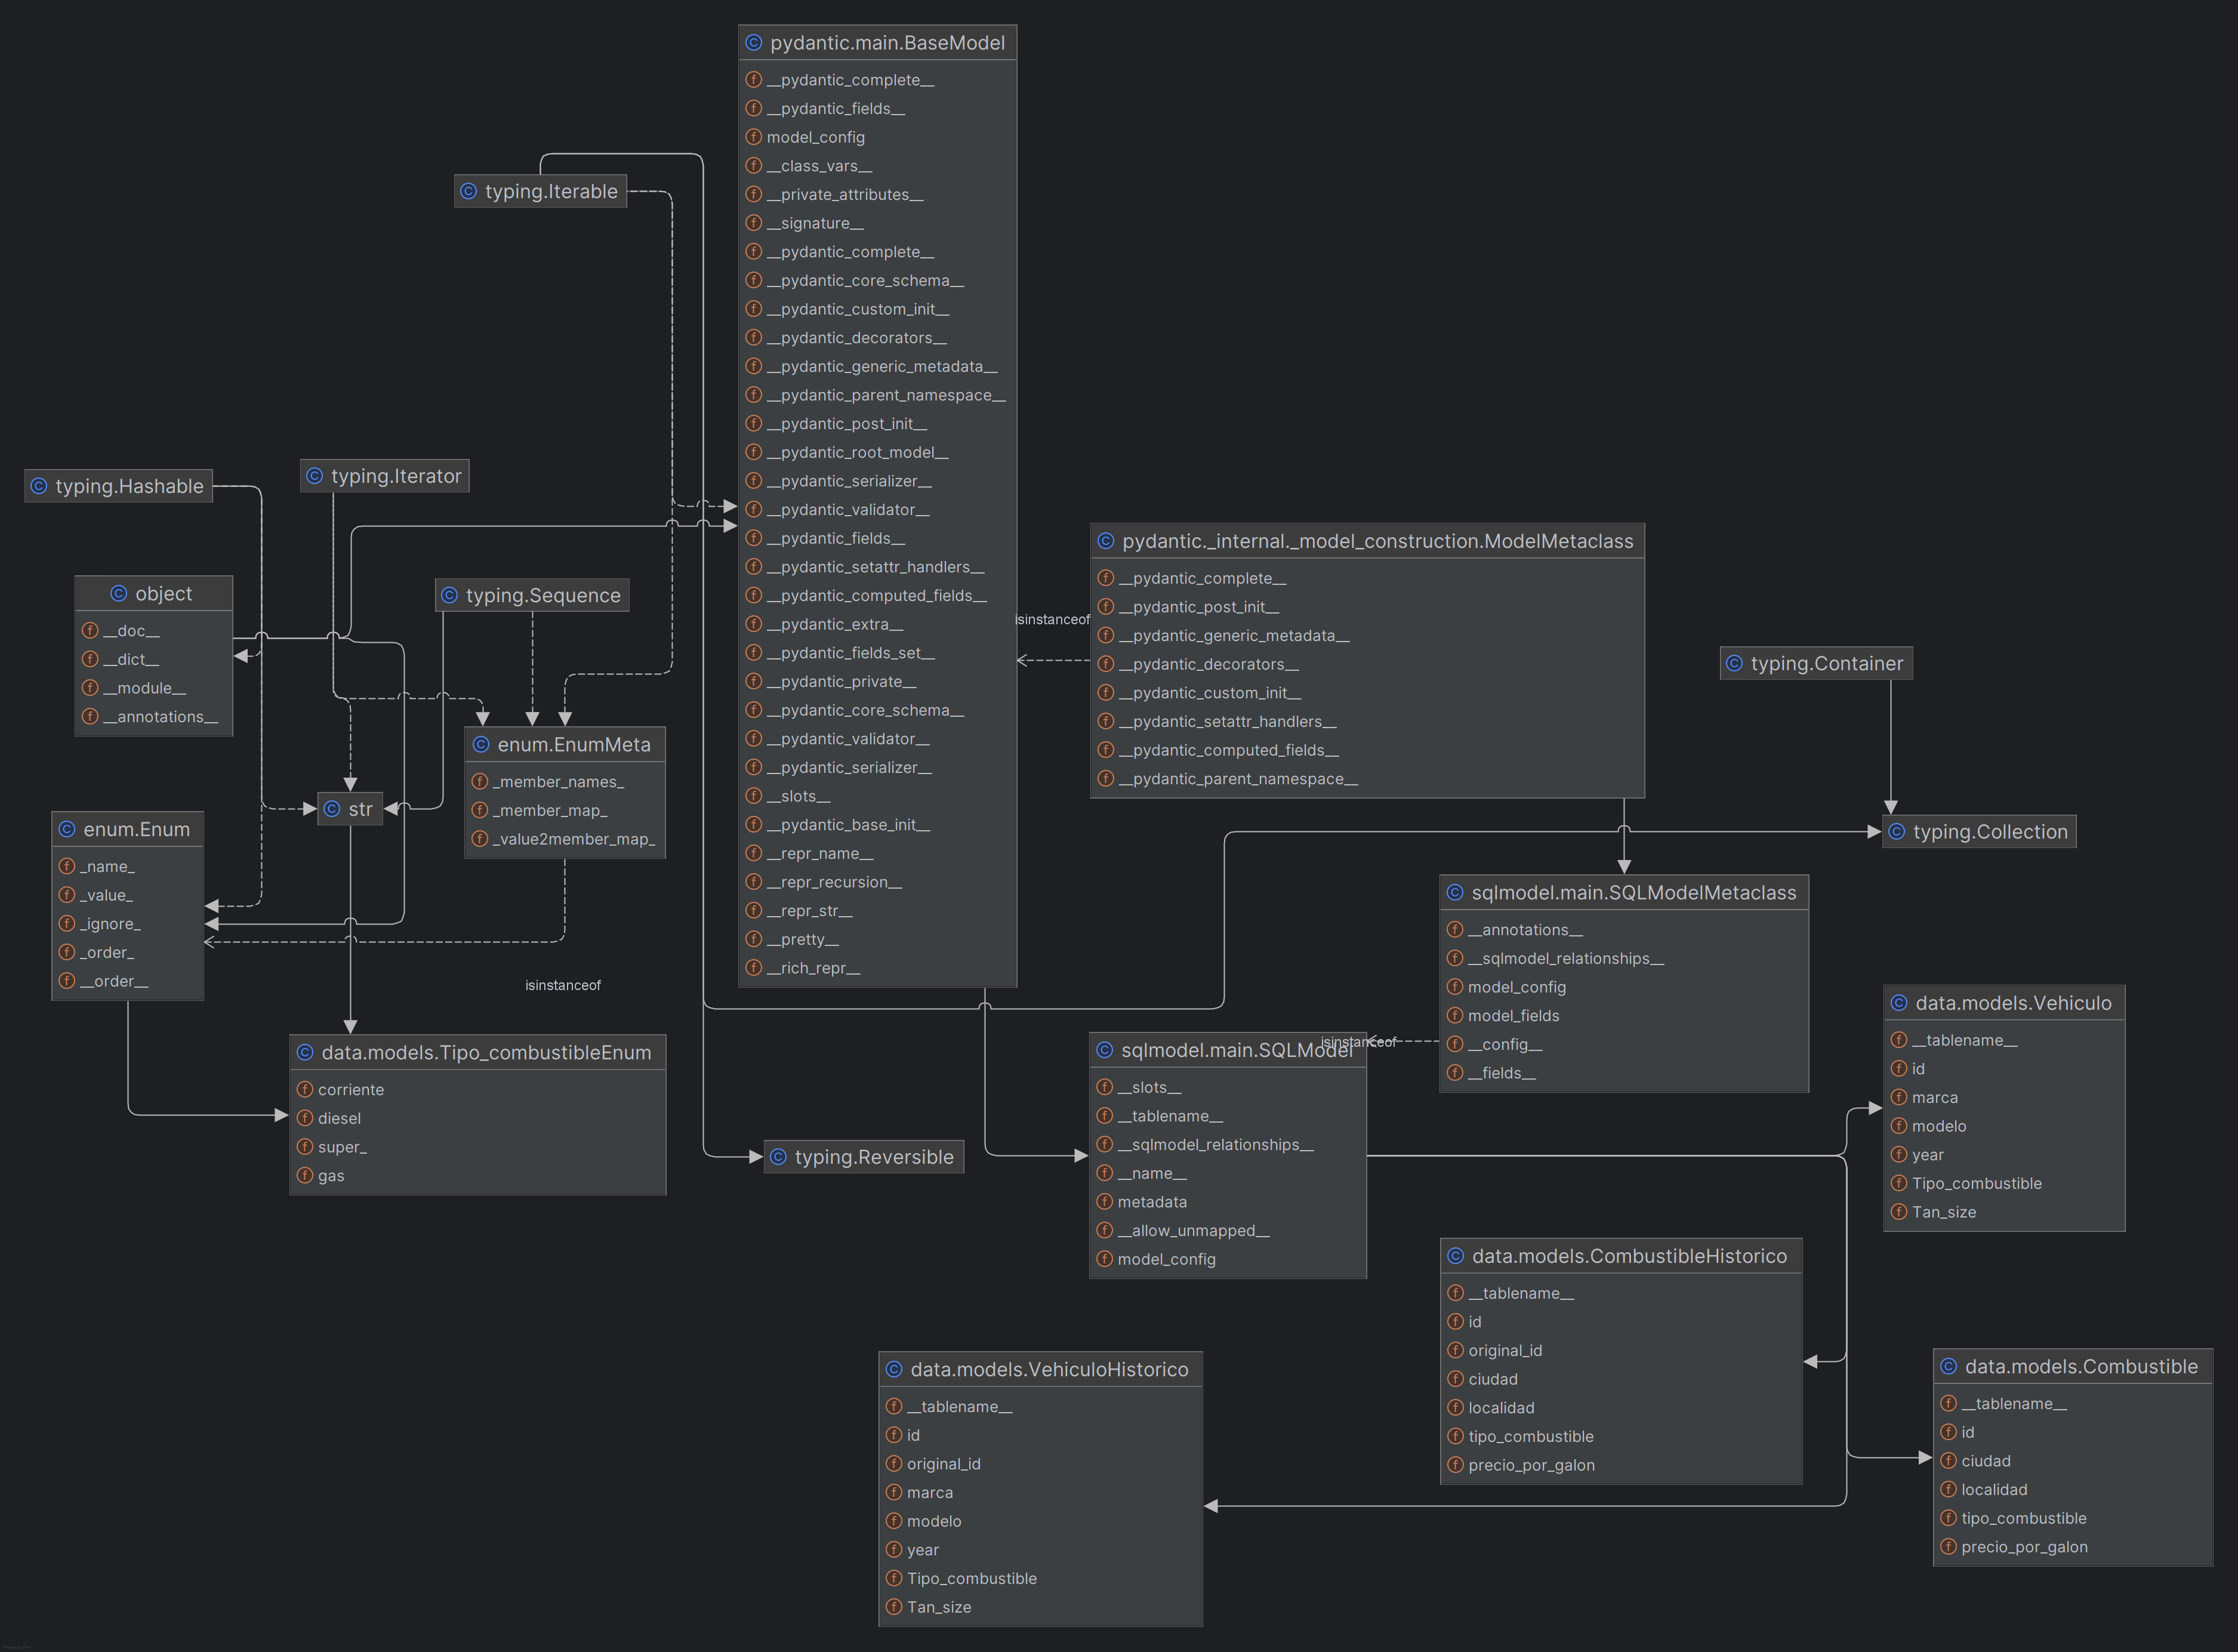 pydantic.main.BaseModel
__pydantic_complete__
__pydantic_fields__
model_config
__class_vars__
__private_attributes__
__signature__
__pydantic_complete__
__pydantic_core_schema__
__pydantic_custom_init__
__pydantic_decorators__
__pydantic_generic_metadata__
__pydantic_parent_namespace__
__pydantic_post_init__
__pydantic_root_model__
__pydantic_serializer__
__pydantic_validator__
__pydantic_fields__
__pydantic_setattr_handlers__
__pydantic_computed_fields__
__pydantic_extra__
__pydantic_fields_set__
__pydantic_private__
__pydantic_core_schema__
__pydantic_validator__
__pydantic_serializer__
__slots__
__pydantic_base_init__
__repr_name__
__repr_recursion__
__repr_str__
__pretty__
__rich_repr__
typing.Iterable
typing.Hashable
typing.Iterator
object
__doc__
__dict__
__module__
__annotations__
typing.Sequence
enum.EnumMeta
_member_names_
_member_map_
_value2member_map_
str
enum.Enum
_name_
_value_
_ignore_
_order_
__order__
isinstanceof
data.models.Tipo_combustibleEnum
corriente
diesel
super_
gas
isinstanceof
pydantic._internal._model_construction.ModelMetaclass
__pydantic_complete__
__pydantic_post_init__
__pydantic_generic_metadata__
__pydantic_decorators__
__pydantic_custom_init__
__pydantic_setattr_handlers__
__pydantic_computed_fields__
__pydantic_parent_namespace__
typing.Container
typing.Collection
sqlmodel.main.SQLModelMetaclass
__annotations__
__sqlmodel_relationships__
model_config
model_fields
__config__
__fields__
isinstanceof
sqlmodel.main.SQLModel
__slots__
__tablename__
__sqlmodel_relationships__
__name__
metadata
__allow_unmapped__
model_config
typing.Reversible
data.models.Vehiculo
__tablename__
id
marca
modelo
year
Tipo_combustible
Tan_size
data.models.CombustibleHistorico
__tablename__
id
original_id
ciudad
localidad
tipo_combustible
precio_por_galon
data.models.VehiculoHistorico
__tablename__
id
original_id
marca
modelo
year
Tipo_combustible
Tan_size
data.models.Combustible
__tablename__
id
ciudad
localidad
tipo_combustible
precio_por_galon